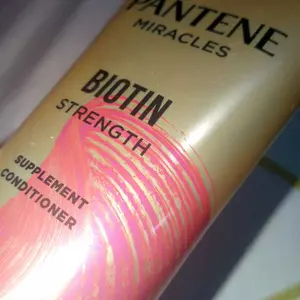 PANTENE
MIRACLES
BIOTIN
STRENGTH
SUPPLEMENT
CONDITIONER